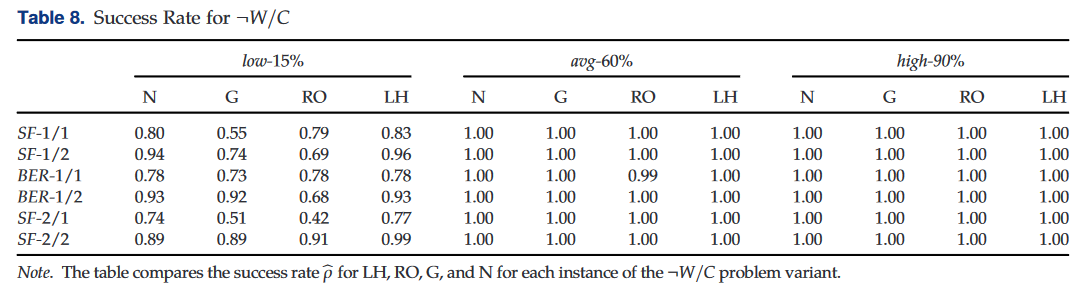 Table 8. Success Rate for ¬W/C
low-15% avg-60% high-90%
N G RO LH N G RO LH N G RO LH
SF-1/1 0.80 0.55 0.79 0.83 1.00 1.00 1.00 1.00 1.00 1.00 1.00 1.00
SF-1/2 0.94 0.74 0.69 0.96 1.00 1.00 1.00 1.00 1.00 1.00 1.00 1.00
BER-1/1 0.78 0.73 0.78 0.78 1.00 1.00 0.99 1.00 1.00 1.00 1.00 1.00
BER-1/2 0.93 0.92 0.68 0.93 1.00 1.00 1.00 1.00 1.00 1.00 1.00 1.00
SF-2/1 0.74 0.51 0.42 0.77 1.00 1.00 1.00 1.00 1.00 1.00 1.00 1.00
SF-2/2 0.89 0.89 0.91 0.99 1.00 1.00 1.00 1.00 1.00 1.00 1.00 1.00
Note. The table compares the success rate ρ̂ for LH, RO, G, and N for each instance of the ¬W/C problem variant.